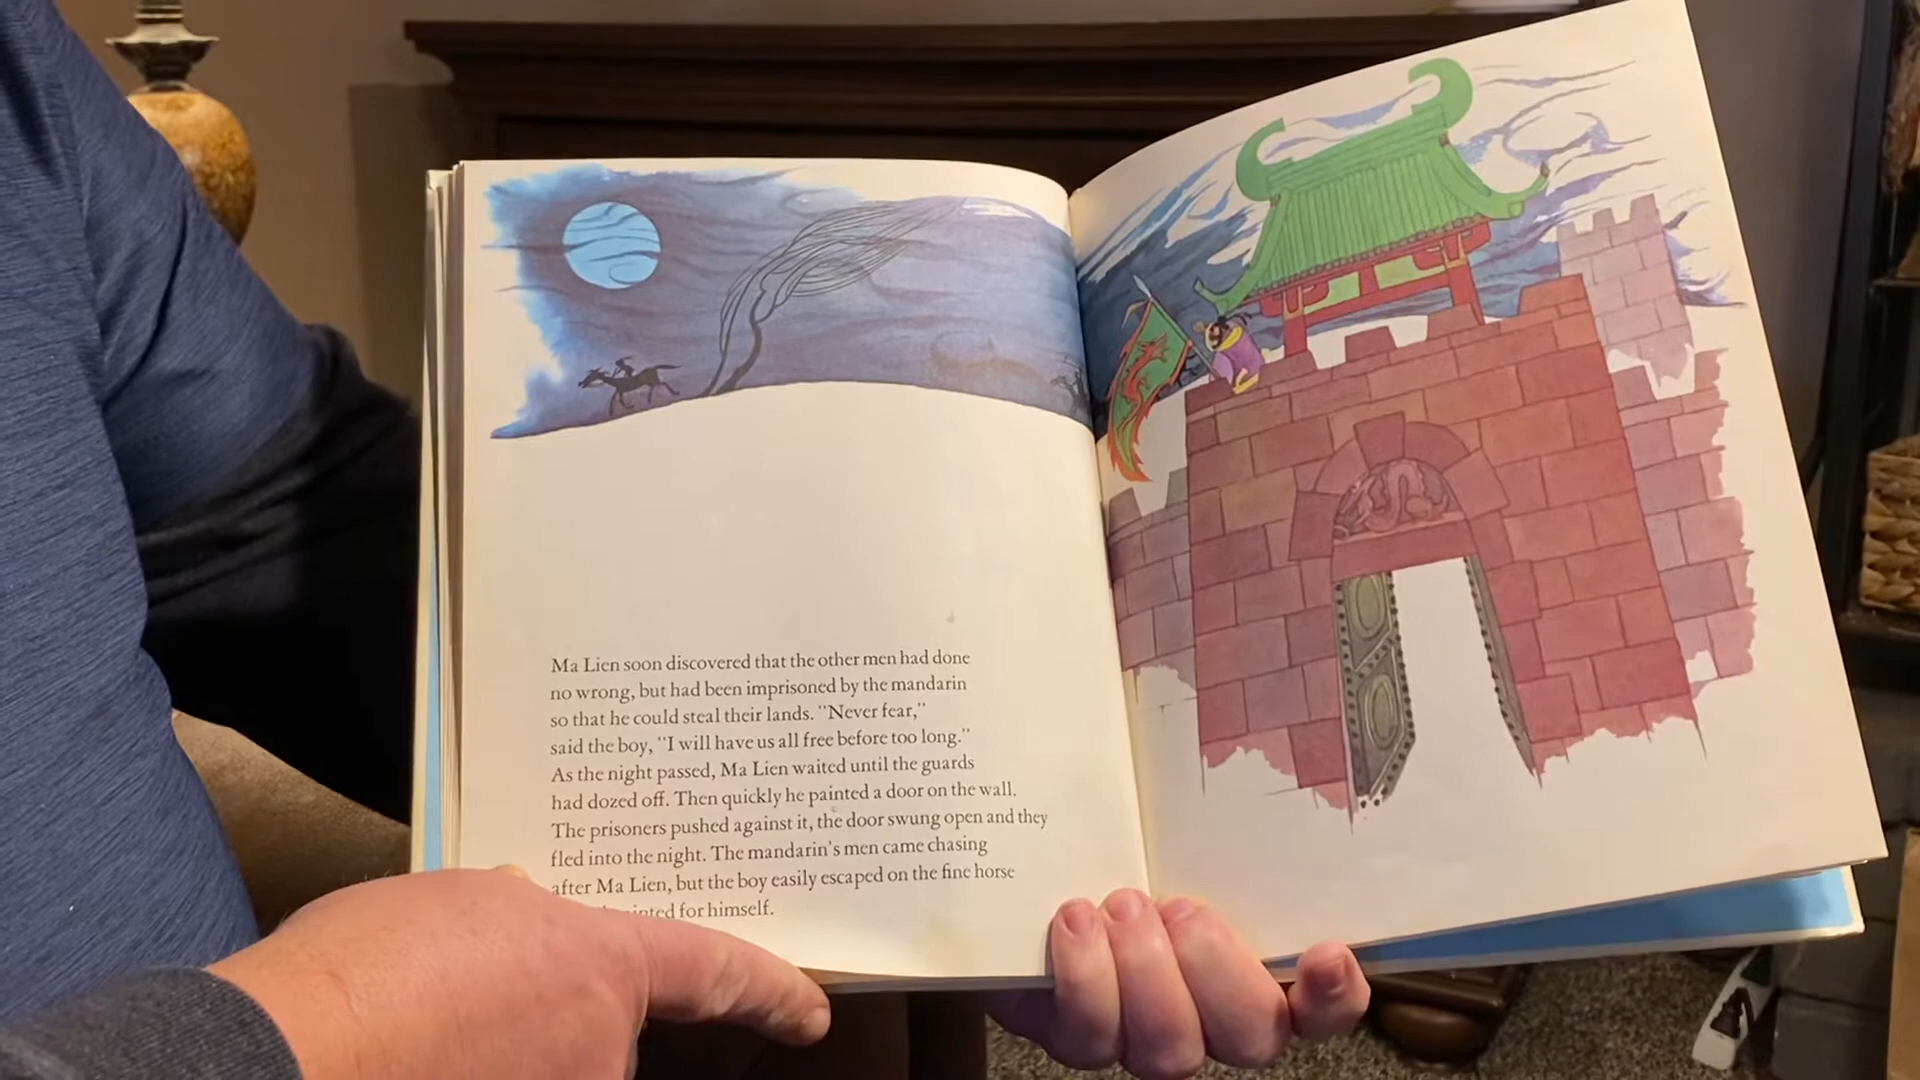 Ma Lien soon discovered that the other men had done
no wrong, but had been imprisoned by the mandarin
so that he could steal their lands. "Never fear,"
said the boy, "I will have us all free before too long."
As the night passed, Ma Lien waited until the guards
had dozed off. Then quickly he painted a door on the wall.
The prisoners pushed against it, the door swung open and they
fled into the night. The mandarin's men came chasing
after Ma Lien, but the boy easily escaped on the fine horse
for himself.